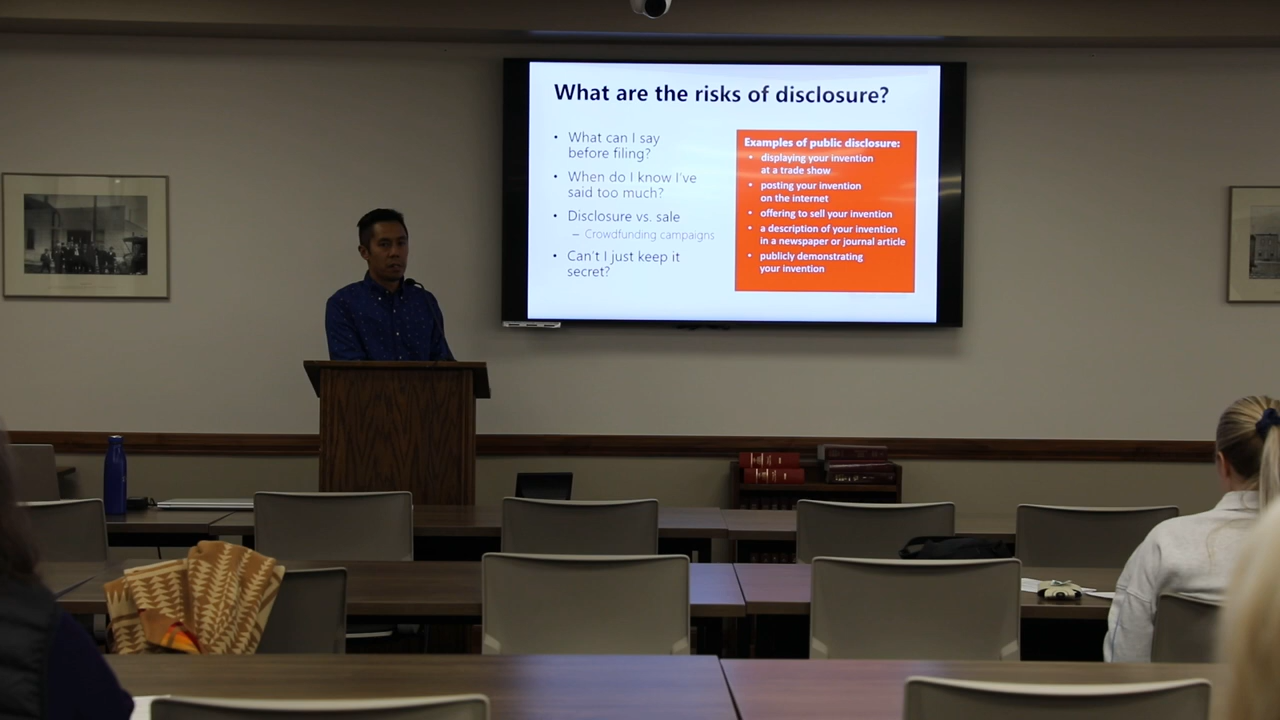 What are the risks of disclosure?
• What can I say
before filing?
• When do I know I've
said too much?
• Disclosure vs. sale
– Crowdfunding campaigns
• Can't I just keep it
secret?
Examples of public disclosure:
• displaying your invention
at a trade show
• posting your invention
on the internet
• offering to sell your invention
• a description of your invention
in a newspaper or journal article
• publicly demonstrating
your invention